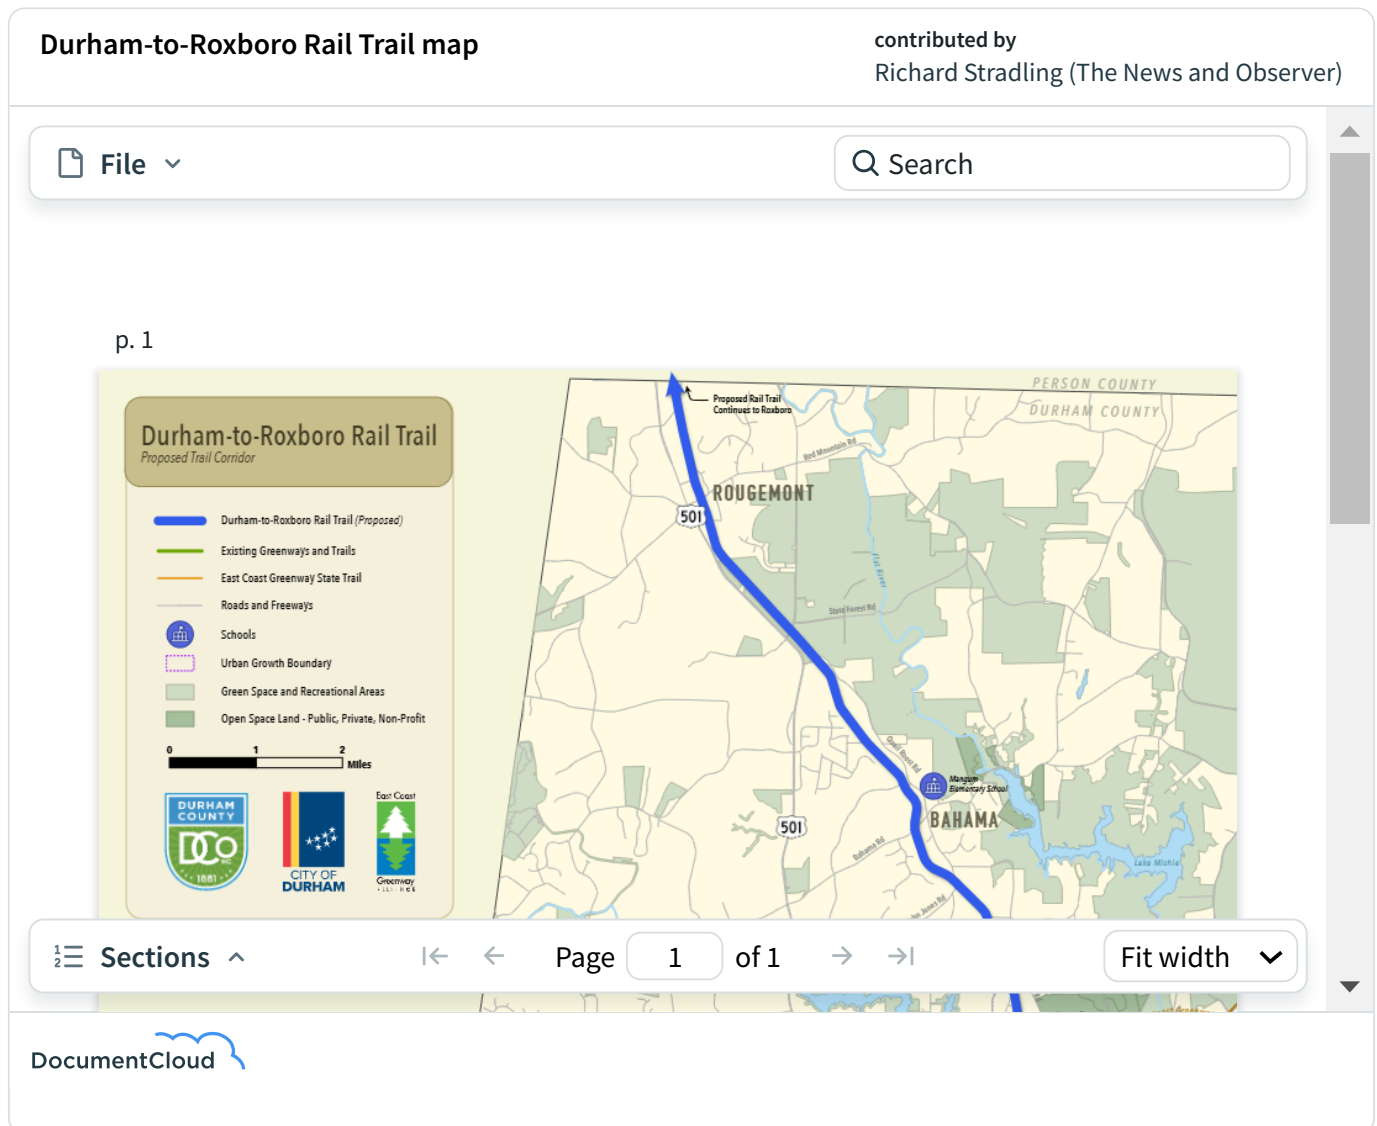 Durham-to-Roxboro Rail Trail map
contributed by
Richard Stradling (The News and Observer)
File
Search
p. 1
Durham-to-Roxboro Rail Trail
Proposed Trail Corridor
Durham-to-Roxboro Rail Trail (Proposed)
Existing Greenways and Trails
East Coast Greenway State Trail
Roads and Freeways
Schools
Urban Growth Boundary
Green Space and Recreational Areas
Open Space Land - Public, Private, Non-Profit
0 1 2
Miles
DURHAM
COUNTY
DCo
NC
1881
CITY OF
DURHAM
East Coast
Greenway
PERSON COUNTY
DURHAM COUNTY
Proposed Rail Trail
Continues to Roxboro
Red Mountain Rd
ROUGEMONT
501
Flat River
State Forest Rd
Quail Roost Rd
Mangum
Elementary School
BAHAMA
501
Bahama Rd
Lake Michie
Jones Rd
Sections
Page 1 of 1
Fit width
DocumentCloud